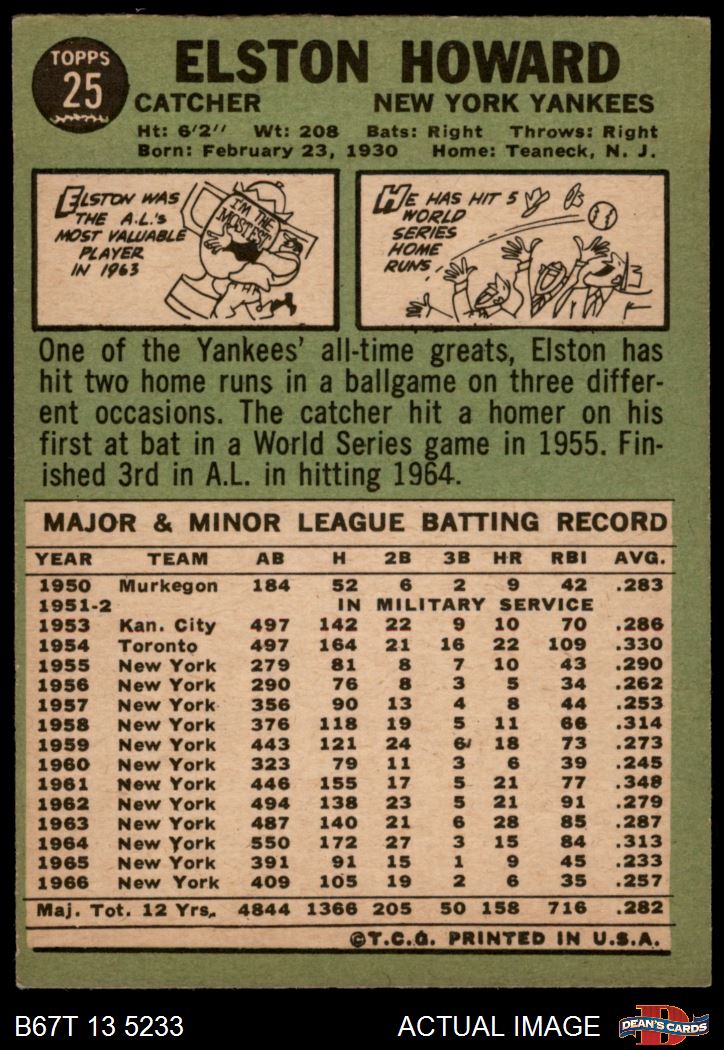 TOPPS
25
ELSTON HOWARD
CATCHER NEW YORK YANKEES
Ht: 6'2" Wt: 208 Bats: Right Throws: Right
Born: February 23, 1930 Home: Teaneck, N. J.
ELSTON WAS
THE A.L.'s
MOST VALUABLE
PLAYER
IN 1963
I'M THE
MOSTEST
HE HAS HIT 5
WORLD
SERIES
HOME
RUNS
One of the Yankees' all-time greats, Elston has
hit two home runs in a ballgame on three differ-
ent occasions. The catcher hit a homer on his
first at bat in a World Series game in 1955. Fin-
ished 3rd in A.L. in hitting 1964.
MAJOR & MINOR LEAGUE BATTING RECORD
YEAR TEAM AB H 2B 3B HR RBI AVG.
1950 Murkegon 184 52 6 2 9 42 .283
1951-2 IN MILITARY SERVICE
1953 Kan. City 497 142 22 9 10 70 .286
1954 Toronto 497 164 21 16 22 109 .330
1955 New York 279 81 8 7 10 43 .290
1956 New York 290 76 8 3 5 34 .262
1957 New York 356 90 13 4 8 44 .253
1958 New York 376 118 19 5 11 66 .314
1959 New York 443 121 24 6 18 73 .273
1960 New York 323 79 11 3 6 39 .245
1961 New York 446 155 17 5 21 77 .348
1962 New York 494 138 23 5 21 91 .279
1963 New York 487 140 21 6 28 85 .287
1964 New York 550 172 27 3 15 84 .313
1965 New York 391 91 15 1 9 45 .233
1966 New York 409 105 19 2 6 35 .257
Maj. Tot. 12 Yrs. 4844 1366 205 50 158 716 .282
©T.C.G. PRINTED IN U.S.A.
B67T 13 5233 ACTUAL IMAGE
D
DEAN'S CARDS